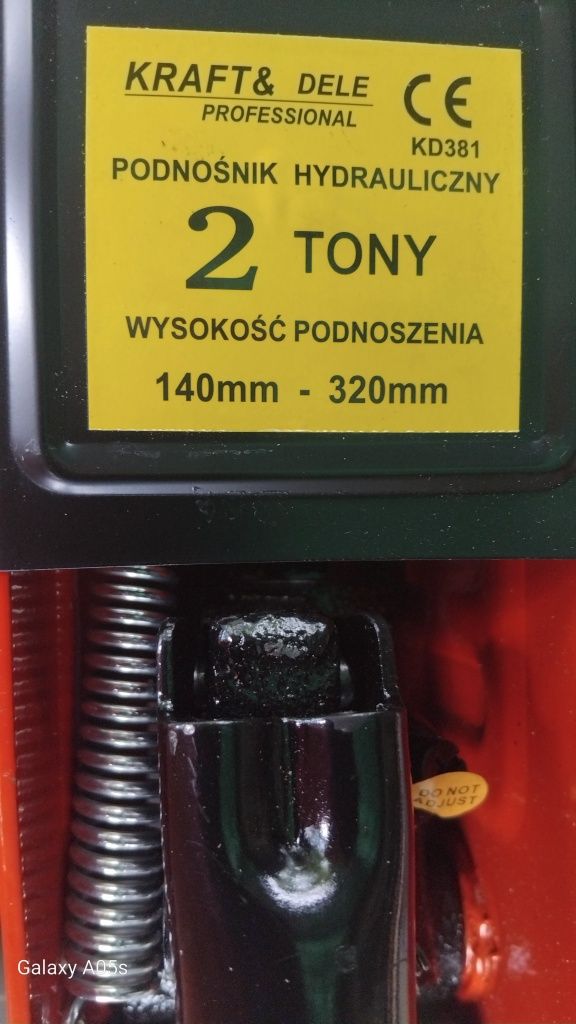 KRAFT& DELE
PROFESSIONAL
CE
KD381
PODNOŚNIK HYDRAULICZNY
2 TONY
WYSOKOŚĆ PODNOSZENIA
140mm - 320mm
DO NOT
ADJUST
Galaxy A05s